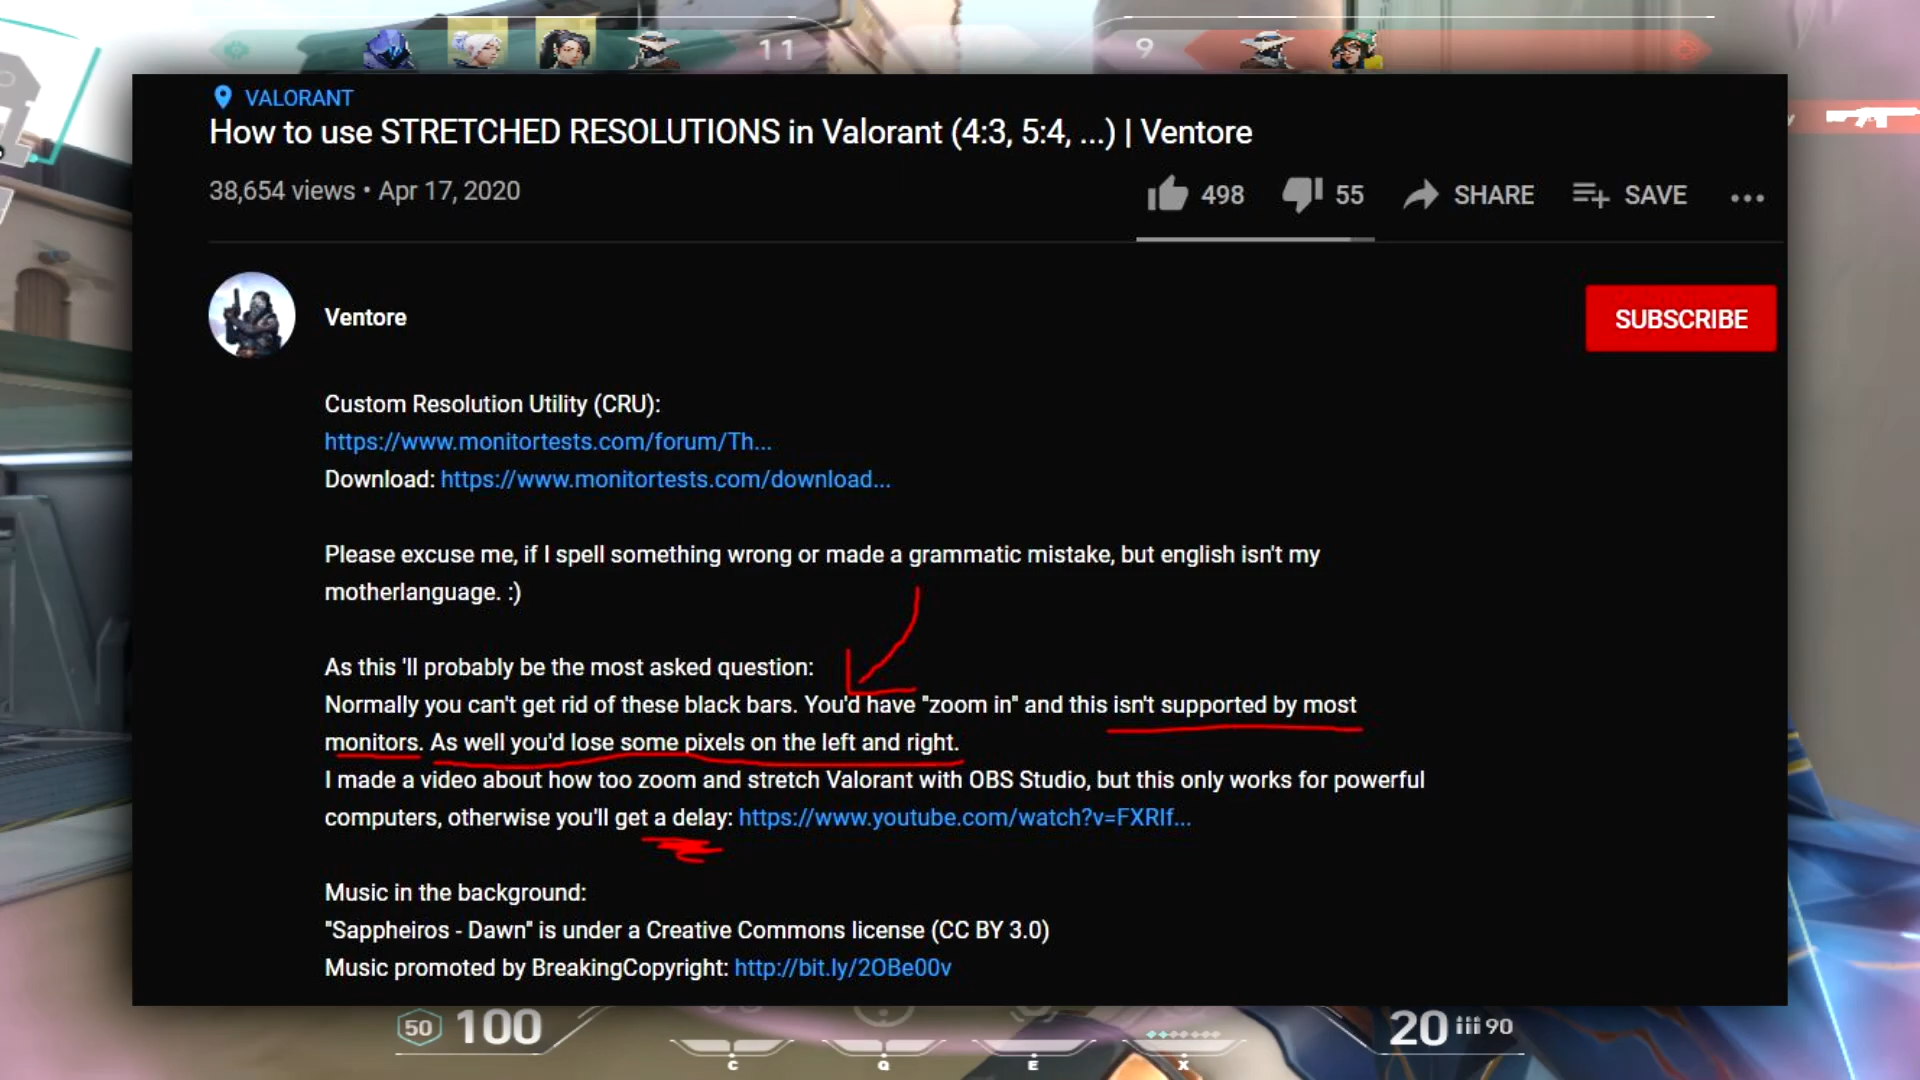 11
9
VALORANT
How to use STRETCHED RESOLUTIONS in Valorant (4:3, 5:4, ...) | Ventore
38,654 views • Apr 17, 2020
498 55 SHARE SAVE
Ventore
SUBSCRIBE
Custom Resolution Utility (CRU):
https://www.monitortests.com/forum/Th...
Download: https://www.monitortests.com/download...
Please excuse me, if I spell something wrong or made a grammatic mistake, but english isn't my
motherlanguage. :)
As this 'll probably be the most asked question:
Normally you can't get rid of these black bars. You'd have "zoom in" and this isn't supported by most
monitors. As well you'd lose some pixels on the left and right.
I made a video about how too zoom and stretch Valorant with OBS Studio, but this only works for powerful
computers, otherwise you'll get a delay: https://www.youtube.com/watch?v=FXRIf...
Music in the background:
"Sappheiros - Dawn" is under a Creative Commons license (CC BY 3.0)
Music promoted by BreakingCopyright: http://bit.ly/2OBe00v
50 100
20 90
C Q E X